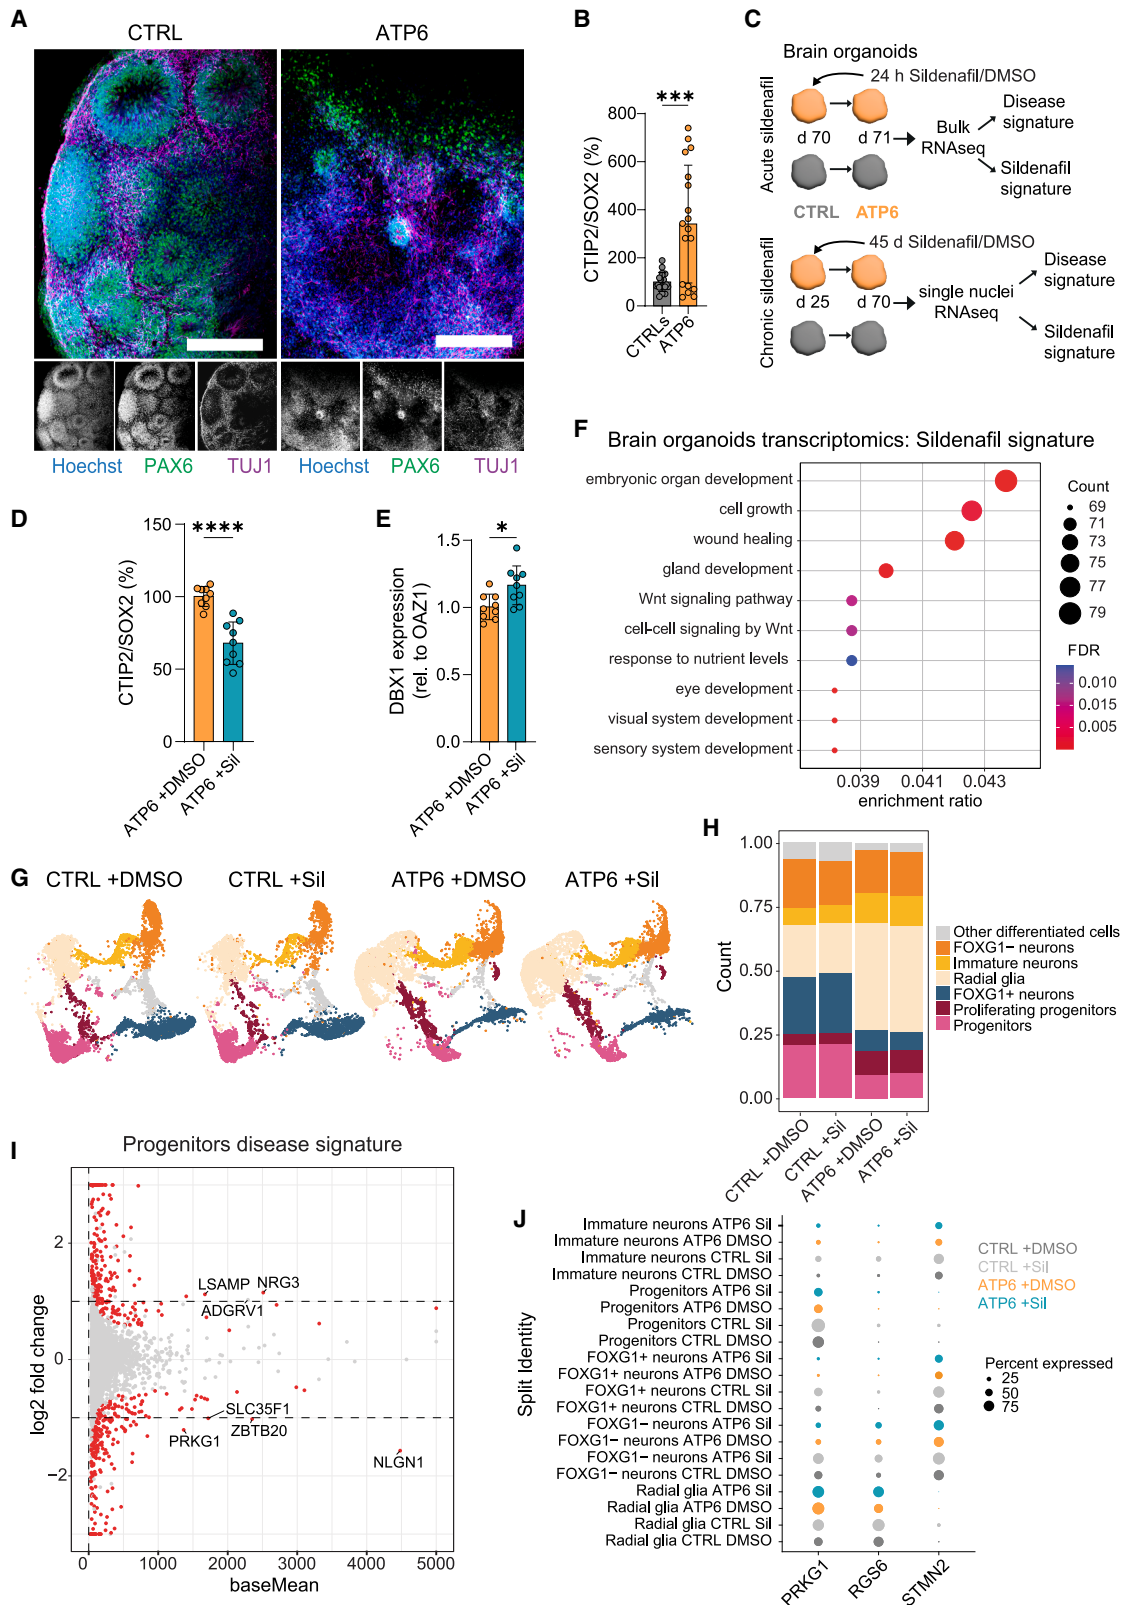 A
CTRL
ATP6
Hoechst
PAX6
TUJ1
Hoechst
PAX6
TUJ1
B
***
CTIP2/SOX2 (%)
800
600
400
200
0
CTRLs
ATP6
C
Brain organoids
Acute sildenafil
24 h Sildenafil/DMSO
d 70
d 71
Bulk
RNAseq
Disease
signature
Sildenafil
signature
CTRL
ATP6
Chronic sildenafil
45 d Sildenafil/DMSO
d 25
d 70
single nuclei
RNAseq
Disease
signature
Sildenafil
signature
D
****
CTIP2/SOX2 (%)
150
100
50
0
ATP6 +DMSO
ATP6 +Sil
E
*
DBX1 expression
(rel. to OAZ1)
1.5
1.0
0.5
0.0
ATP6 +DMSO
ATP6 +Sil
F
Brain organoids transcriptomics: Sildenafil signature
embryonic organ development
cell growth
wound healing
gland development
Wnt signaling pathway
cell-cell signaling by Wnt
response to nutrient levels
eye development
visual system development
sensory system development
0.039
0.041
0.043
enrichment ratio
Count
69
71
73
75
77
79
FDR
0.010
0.015
0.005
G
CTRL +DMSO
CTRL +Sil
ATP6 +DMSO
ATP6 +Sil
H
Count
1.00
0.75
0.50
0.25
0.00
CTRL +DMSO
CTRL +Sil
ATP6 +DMSO
ATP6 +Sil
Other differentiated cells
FOXG1− neurons
Immature neurons
Radial glia
FOXG1+ neurons
Proliferating progenitors
Progenitors
I
Progenitors disease signature
log2 fold change
2
0
−2
LSAMP
NRG3
ADGRV1
SLC35F1
ZBTB20
PRKG1
NLGN1
0
1000
2000
3000
4000
5000
baseMean
J
Split Identity
Immature neurons ATP6 Sil
Immature neurons ATP6 DMSO
Immature neurons CTRL Sil
Immature neurons CTRL DMSO
Progenitors ATP6 Sil
Progenitors ATP6 DMSO
Progenitors CTRL Sil
Progenitors CTRL DMSO
FOXG1+ neurons ATP6 Sil
FOXG1+ neurons ATP6 DMSO
FOXG1+ neurons CTRL Sil
FOXG1+ neurons CTRL DMSO
FOXG1− neurons ATP6 Sil
FOXG1− neurons ATP6 DMSO
FOXG1− neurons ATP6 Sil
FOXG1− neurons CTRL DMSO
Radial glia ATP6 Sil
Radial glia ATP6 DMSO
Radial glia CTRL Sil
Radial glia CTRL DMSO
PRKG1
RGS6
STMN2
CTRL +DMSO
CTRL +Sil
ATP6 +DMSO
ATP6 +Sil
Percent expressed
25
50
75